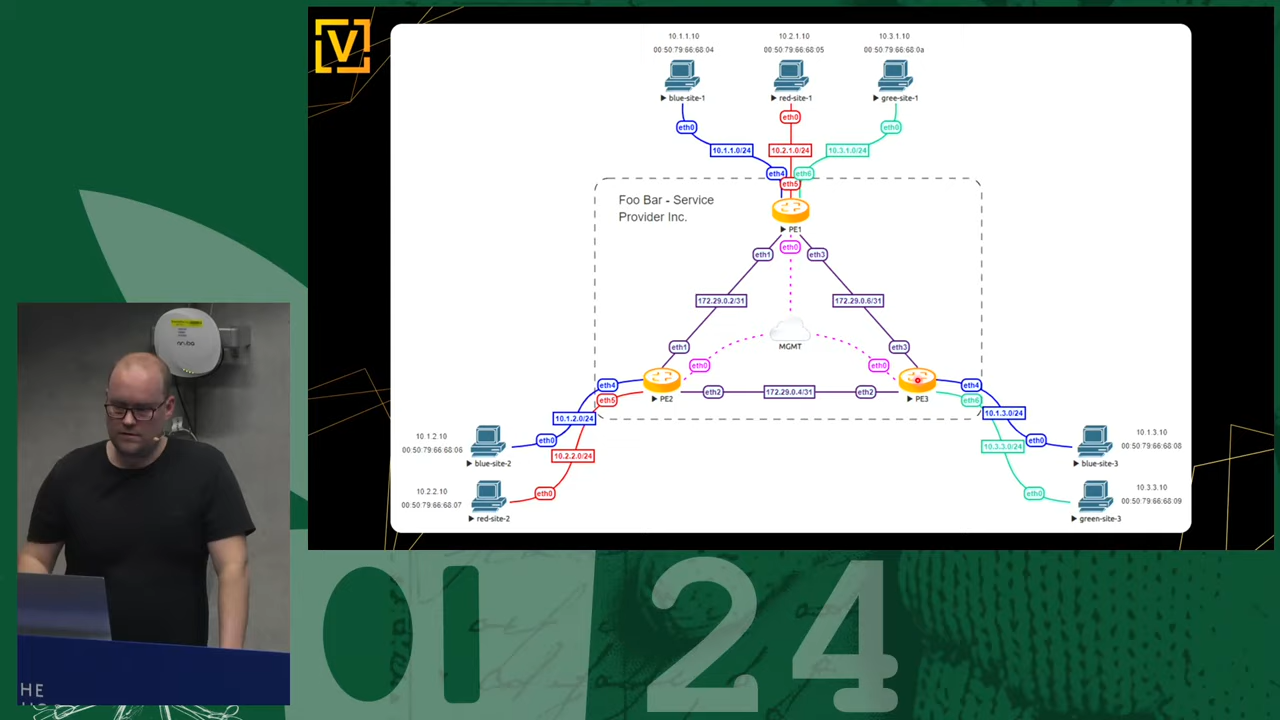 V
10.1.1.10
00 50:79:66:68 04
10.2.1.10
00 50:79:66:68 05
10 3.1.10
00 50.79:66:68.0a
blue-site-1
red-site-1
gree-site-1
eth0
eth0
eth0
10.1.1.0/24
10.2.1.0/24
10.3.1.0/24
eth4
eth5
eth6
Foo Bar - Service
Provider Inc.
PE1
eth0
eth1
eth3
172.29.0.2/31
172.29.0.6/31
MGMT
eth1
eth3
eth0
eth0
eth4
eth5
PE2
eth2
172.29.0.4/31
eth2
PE3
eth4
eth6
10.1.2.0/24
10.1.3.0/24
10.1.2.10
00 50:79:66:68 06
eth0
blue-site-2
10.2.2.0/24
10.3.3.0/24
eth0
blue-site-3
10.1.3.10
00 50:79:66:68 08
10.2.2.10
00 50:79:66:68 07
eth0
red-site-2
eth0
green-site-3
10.3.3.10
00 50:79:66:68 09
24
HE